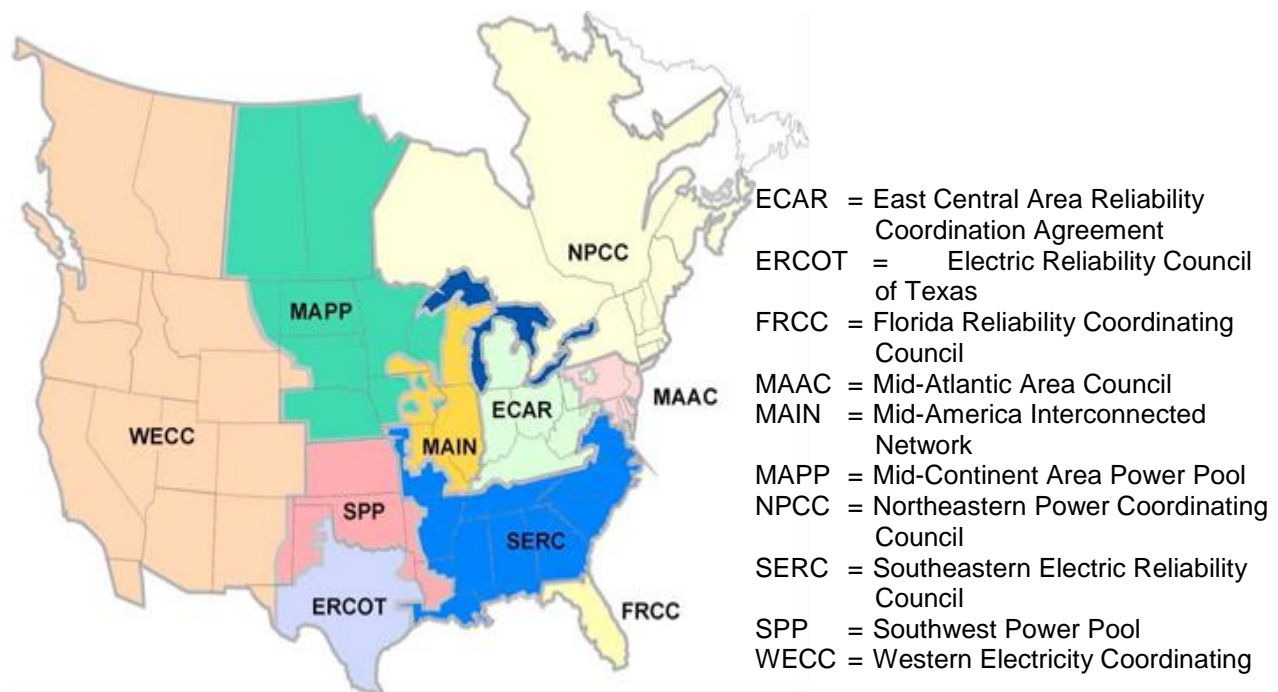 NPCC
MAPP
MAAC
ECAR
WECC
MAIN
SPP
SERC
ERCOT
FRCC
ECAR = East Central Area Reliability
Coordination Agreement
ERCOT = Electric Reliability Council
of Texas
FRCC = Florida Reliability Coordinating
Council
MAAC = Mid-Atlantic Area Council
MAIN = Mid-America Interconnected
Network
MAPP = Mid-Continent Area Power Pool
NPCC = Northeastern Power Coordinating
Council
SERC = Southeastern Electric Reliability
Council
SPP = Southwest Power Pool
WECC = Western Electricity Coordinating